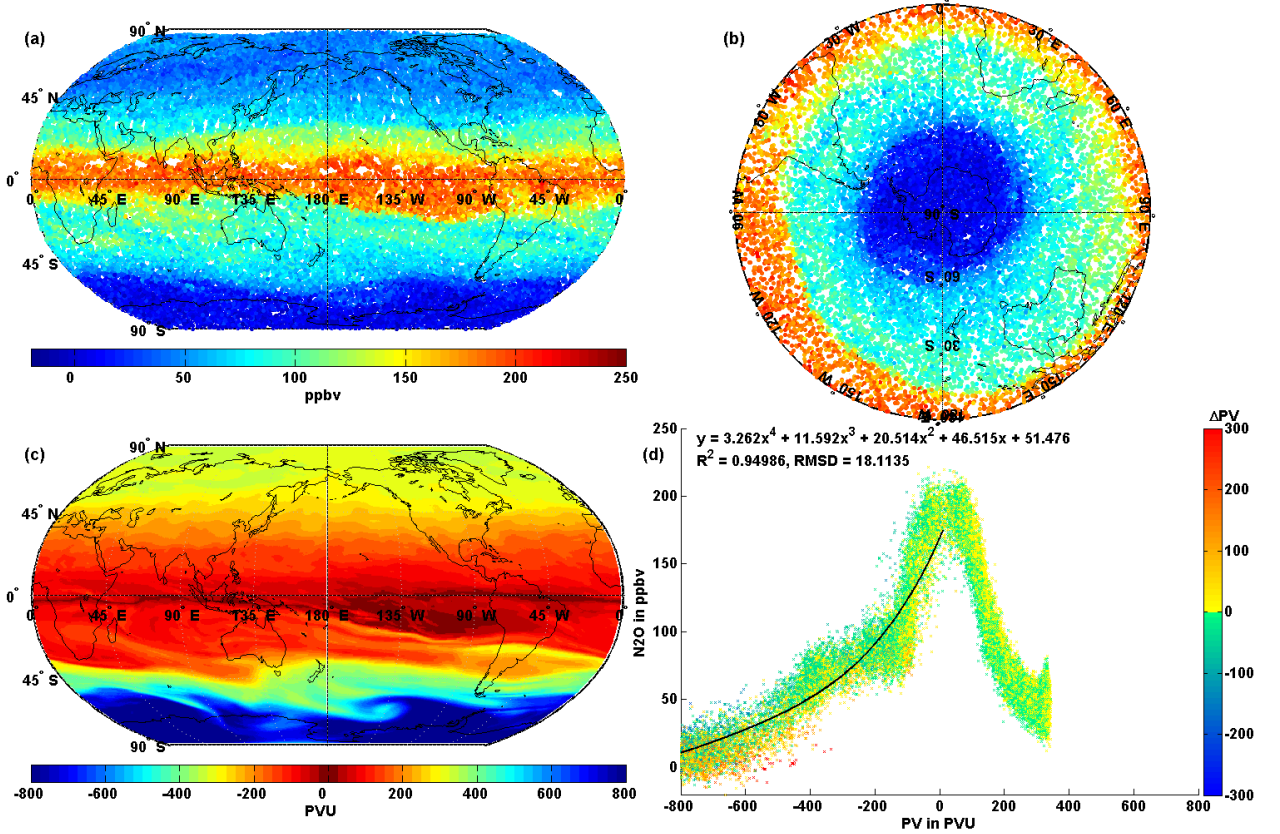 (a)
90° N
45° N
0°
0° 45° E 90° E 135° E 180° E 135° W 90° W 45° W 0°
45° S
90° S
0 50 100 150 200 250
ppbv
(b)
0°
30° W
30° E
60° W
60° E
90° W
90° S
90° E
60° S
120° W
120° E
30° S
150° W
150° E
(c)
90° N
45° N
0°
0° 45° E 90° E 135° E 180° E 135° W 90° W 45° W 0°
45° S
90° S
-800 -600 -400 -200 0 200 400 600 800
PVU
(d)
y = 3.262x⁴ + 11.592x³ + 20.514x² + 46.515x + 51.476
R² = 0.94986, RMSD = 18.1135
N2O in ppbv
250
200
150
100
50
0
-800 -600 -400 -200 0 200 400 600 800
PV in PVU
ΔPV
300
200
100
0
-100
-200
-300